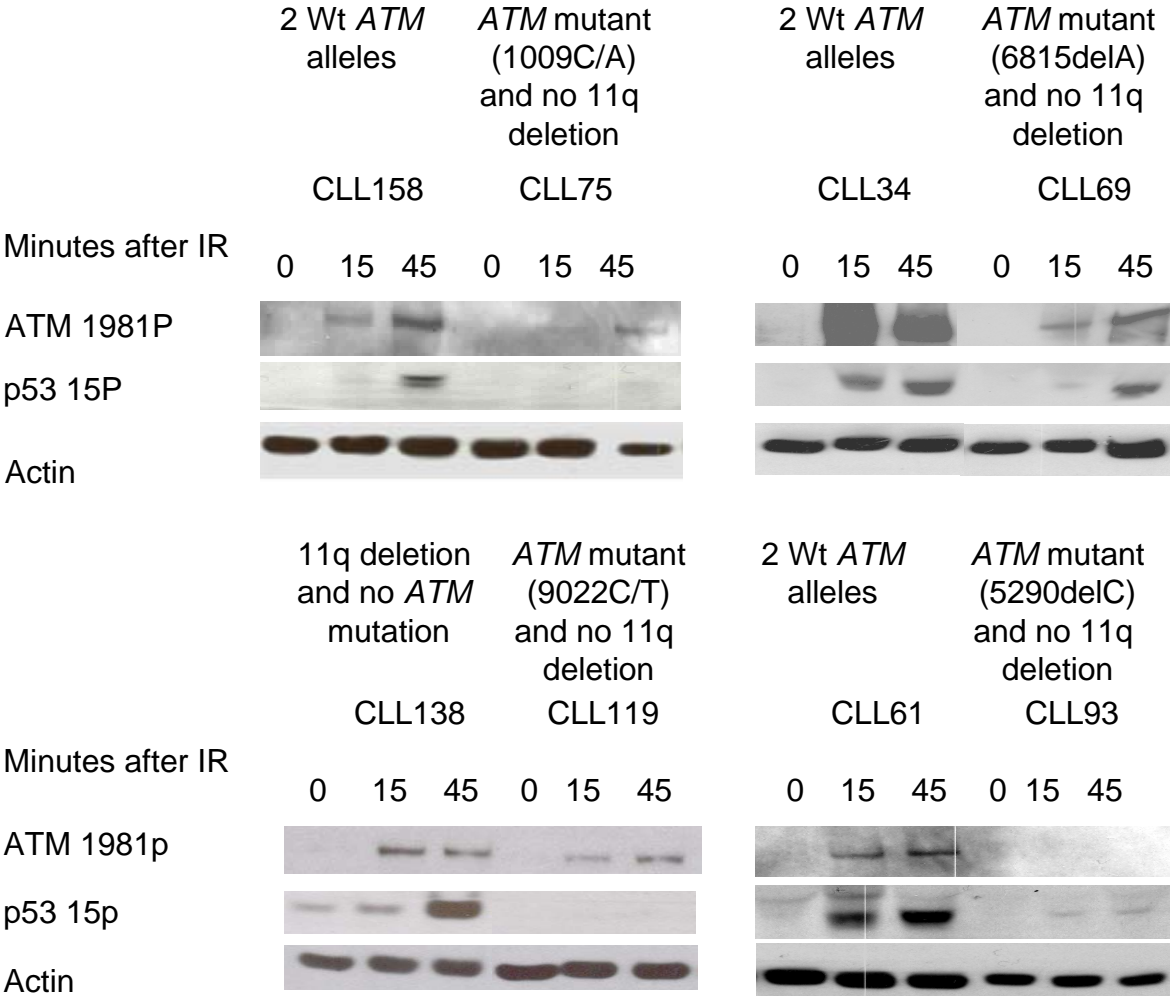 2 Wt ATM alleles
ATM mutant (1009C/A) and no 11q deletion
2 Wt ATM alleles
ATM mutant (6815delA) and no 11q deletion
CLL158 CLL75 CLL34 CLL69
Minutes after IR 0 15 45 0 15 45 0 15 45 0 15 45
ATM 1981P
p53 15P
Actin
11q deletion and no ATM mutation
ATM mutant (9022C/T) and no 11q deletion
2 Wt ATM alleles
ATM mutant (5290delC) and no 11q deletion
CLL138 CLL119 CLL61 CLL93
Minutes after IR 0 15 45 0 15 45 0 15 45 0 15 45
ATM 1981p
p53 15p
Actin